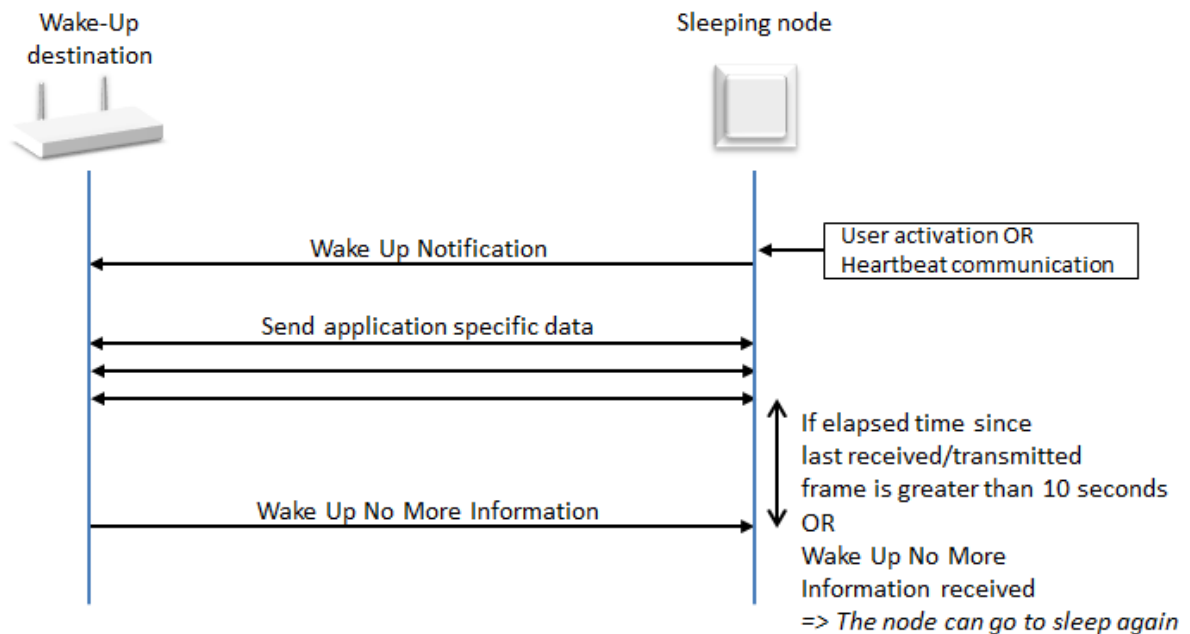 Wake-Up
destination
Sleeping node
User activation OR
Heartbeat communication
Wake Up Notification
Send application specific data
If elapsed time since
last received/transmitted
frame is greater than 10 seconds
OR
Wake Up No More
Information received
=> The node can go to sleep again
Wake Up No More Information